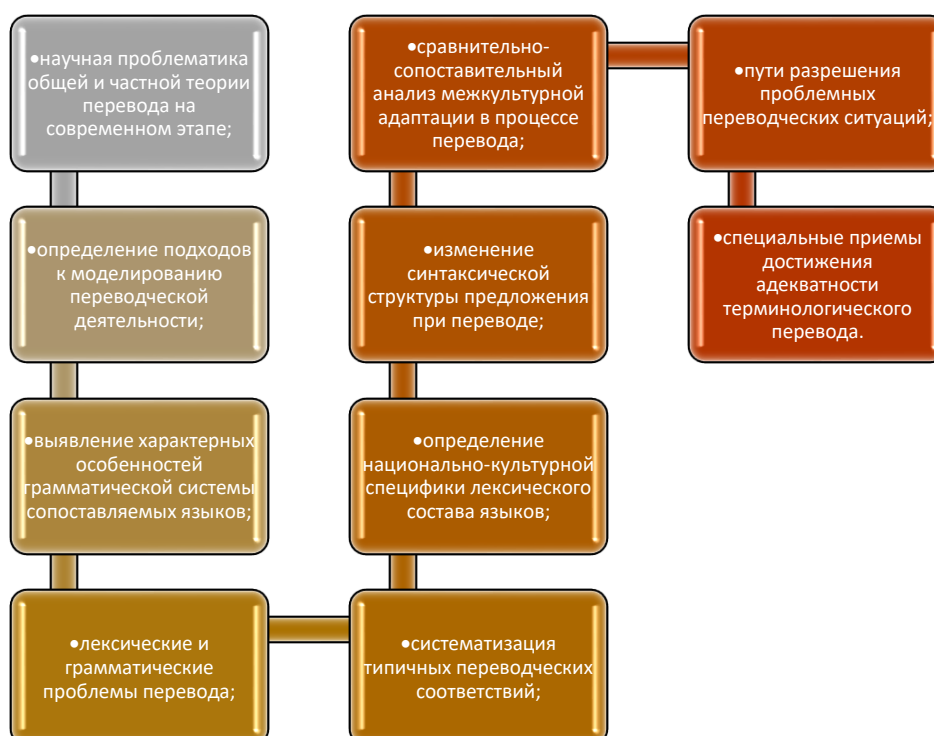 •научная проблематика
общей и частной теории
перевода на
современном этапе;
•определение подходов
к моделированию
переводческой
деятельности;
•выявление характерных
особенностей
грамматической системы
сопоставляемых языков;
•лексические и
грамматические
проблемы перевода;
•систематизация
типичных переводческих
соответствий;
•определение
национально-культурной
специфики лексического
состава языков;
•изменение
синтаксической
структуры предложения
при переводе;
•сравнительно-
сопоставительный
анализ межкультурной
адаптации в процессе
перевода;
•пути разрешения
проблемных
переводческих ситуаций;
•специальные приемы
достижения
адекватности
терминологического
перевода.